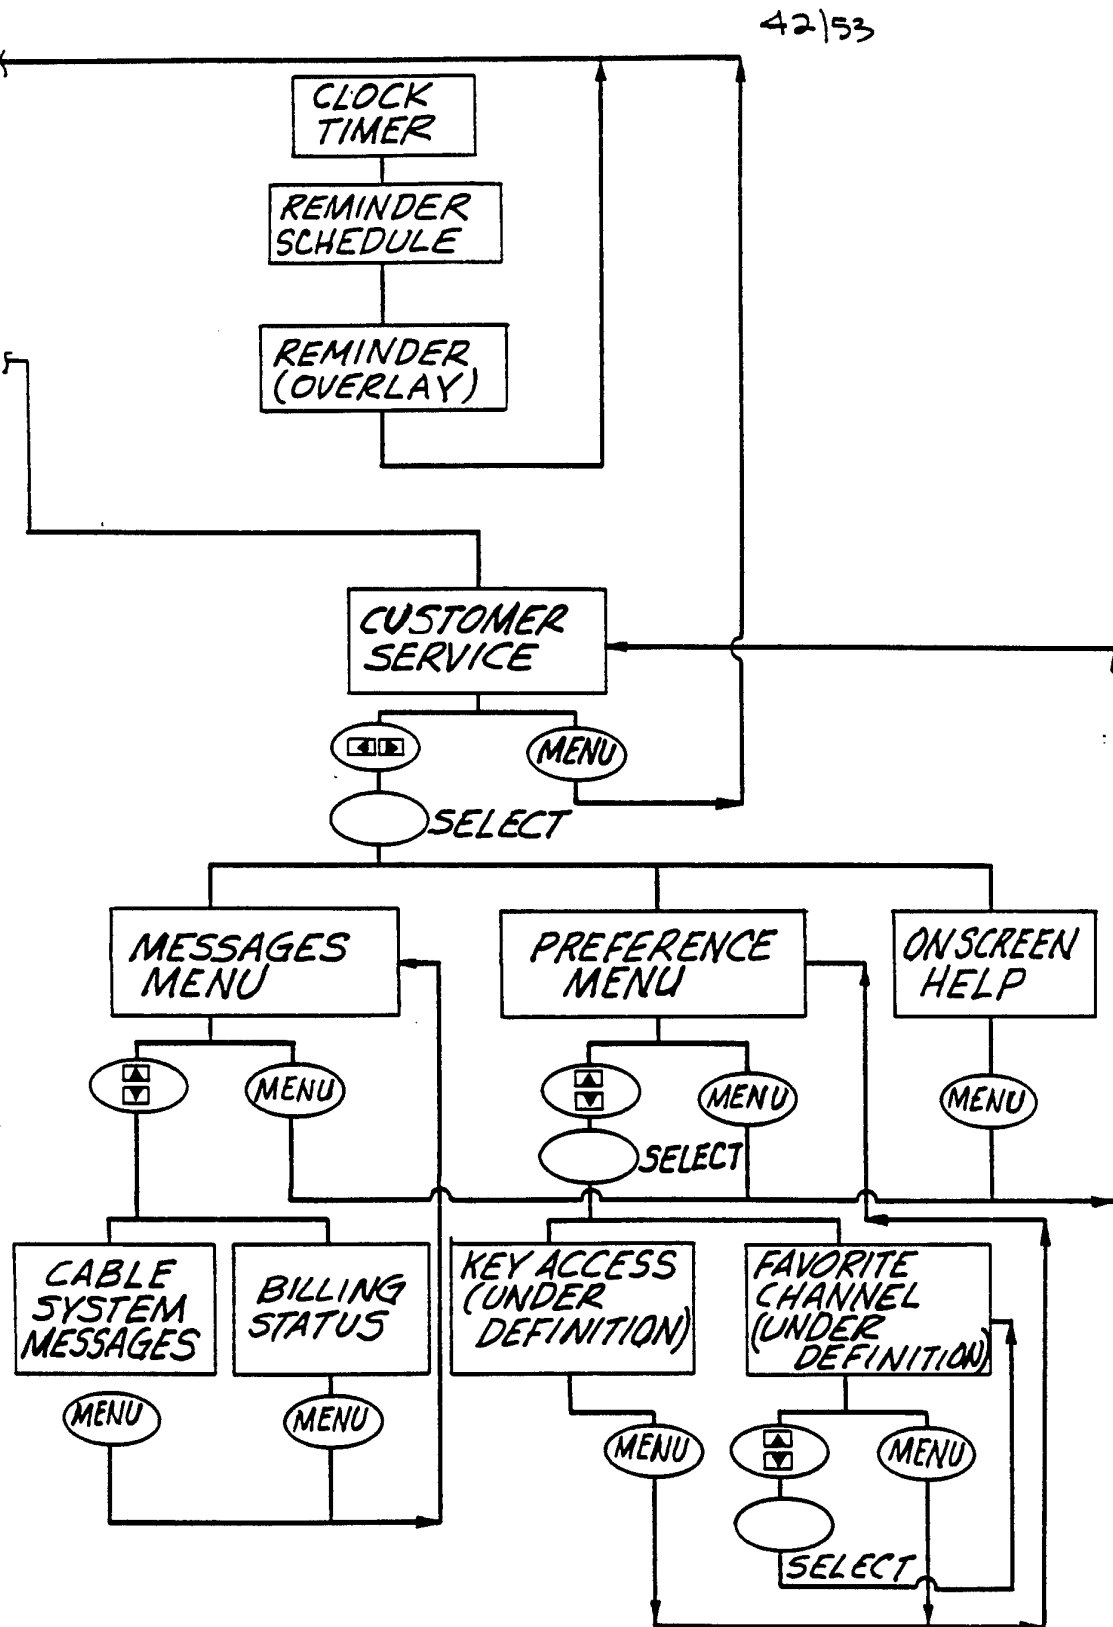 42/53
CLOCK
TIMER
REMINDER
SCHEDULE
REMINDER
(OVERLAY)
CUSTOMER
SERVICE
MENU
SELECT
MESSAGES
MENU
PREFERENCE
MENU
ON SCREEN
HELP
MENU
MENU
MENU
SELECT
CABLE
SYSTEM
MESSAGES
BILLING
STATUS
KEY ACCESS
(UNDER
DEFINITION)
FAVORITE
CHANNEL
(UNDER
DEFINITION)
MENU
MENU
MENU
MENU
SELECT